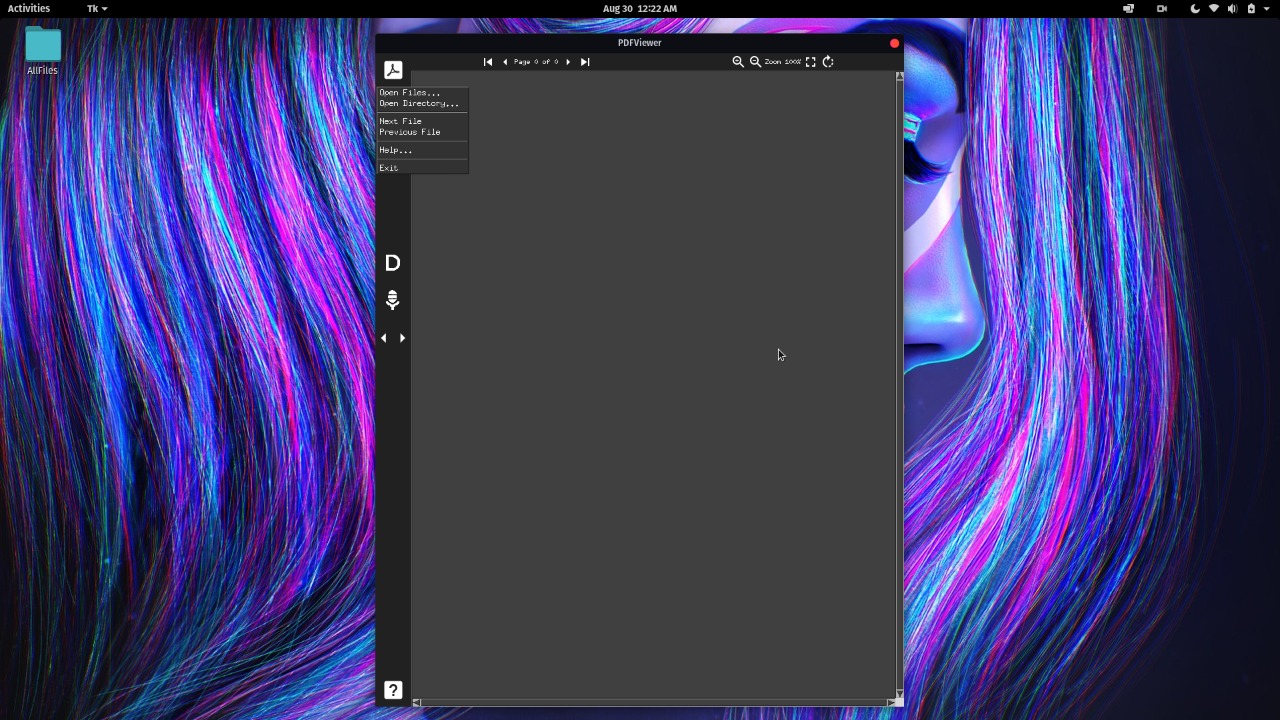 Activities
Tk
Aug 30 12:22 AM
AllFiles
PDFViewer
Page 0 of 0
Zoom 100%
Open Files...
Open Directory...
Next File
Previous File
Help...
Exit
D
?